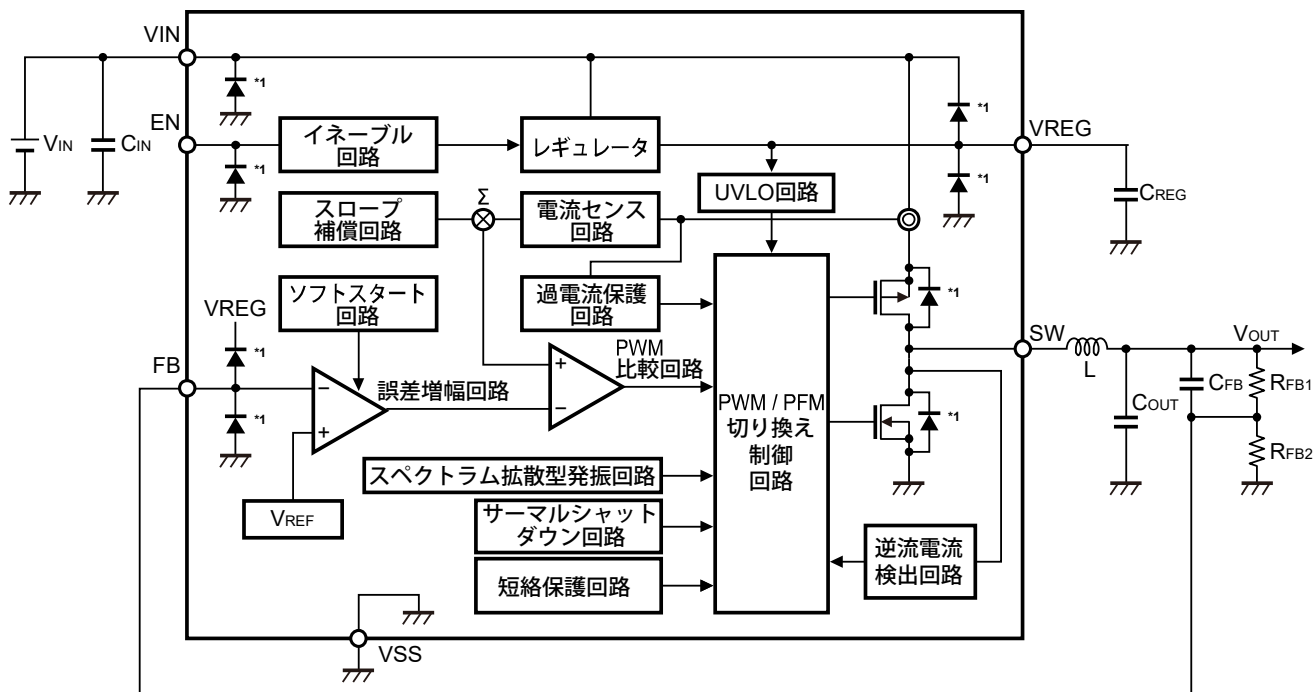 VIN
*1
*1
EN
VIN
CIN
イネーブル
回路
レギュレータ
VREG
*1
*1
UVLO回路
CREG
Σ
スロープ
補償回路
電流センス
回路
VREG
ソフトスタート
回路
過電流保護
回路
*1
*1
FB
*1
−
+
誤差増幅回路
+
−
PWM
比較回路
PWM / PFM
切り換え
制御
回路
SW
L
VOUT
COUT
CFB
RFB1
RFB2
*1
VREF
スペクトラム拡散型発振回路
サーマルシャット
ダウン回路
短絡保護回路
逆流電流
検出回路
VSS